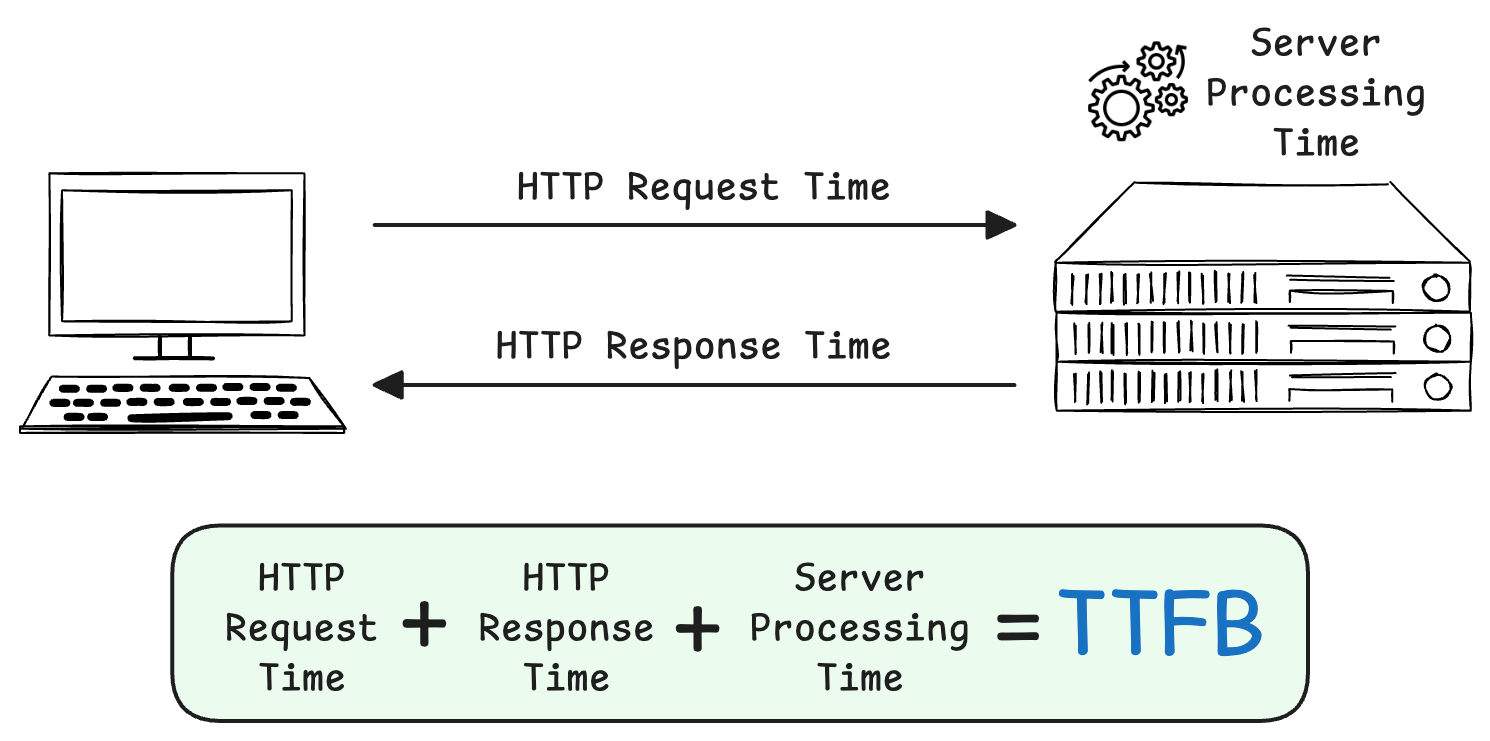 Server
Processing
Time
HTTP Request Time
HTTP Response Time
HTTP
Request
Time
+
HTTP
Response
Time
+
Server
Processing
Time
=
TTFB